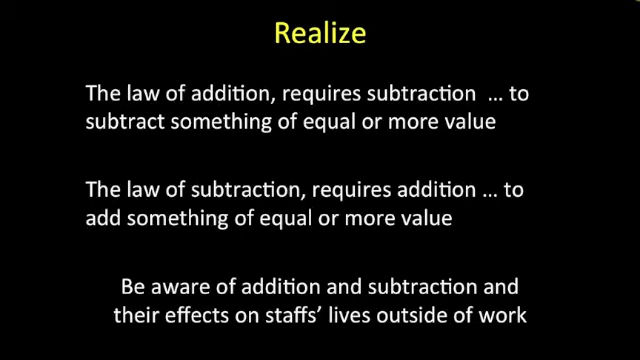 Realize
The law of addition, requires subtraction … to
subtract something of equal or more value
The law of subtraction, requires addition … to
add something of equal or more value
Be aware of addition and subtraction and
their effects on staffs’ lives outside of work